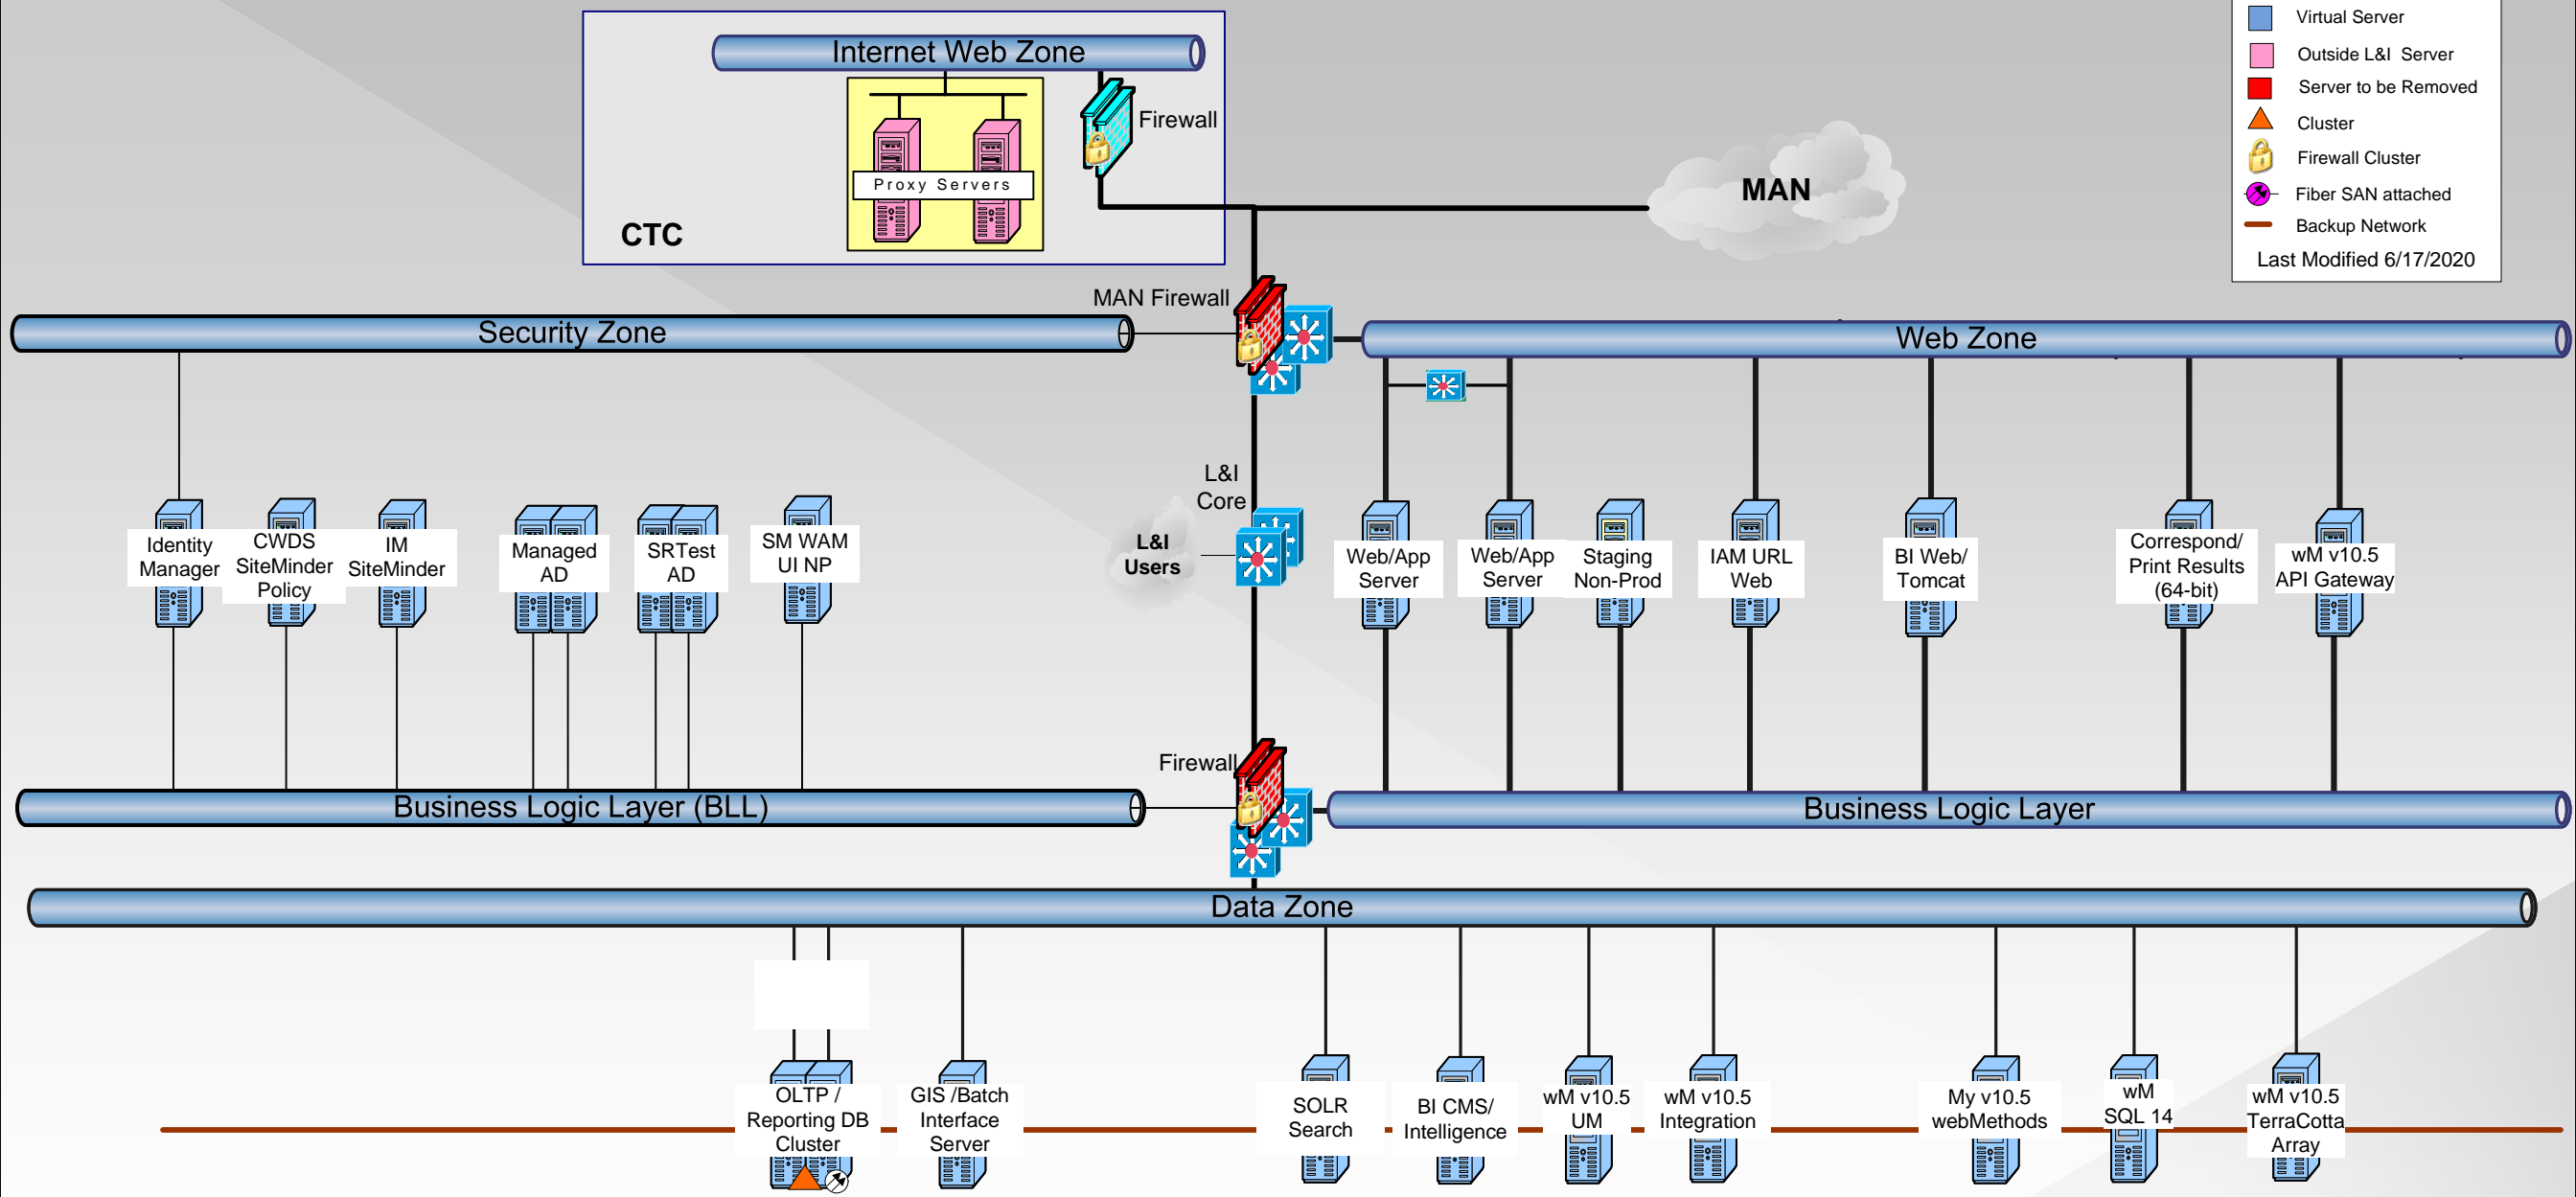 Internet Web Zone
Firewall
Proxy Servers
CTC
MAN
Virtual Server
Outside L&I Server
Server to be Removed
Cluster
Firewall Cluster
Fiber SAN attached
Backup Network
Last Modified 6/17/2020
MAN Firewall
Security Zone
Web Zone
L&I
Core
L&I
Users
Identity
Manager
CWDS
SiteMinder
Policy
IM
SiteMinder
Managed
AD
SRTest
AD
SM WAM
UI NP
Web/App
Server
Web/App
Server
Staging
Non-Prod
IAM URL
Web
BI Web/
Tomcat
Correspond/
Print Results
(64-bit)
wM v10.5
API Gateway
Firewall
Business Logic Layer (BLL)
Business Logic Layer
Data Zone
OLTP /
Reporting DB
Cluster
GIS /Batch
Interface
Server
SOLR
Search
BI CMS/
Intelligence
wM v10.5
UM
wM v10.5
Integration
My v10.5
webMethods
wM
SQL 14
wM v10.5
TerraCotta
Array